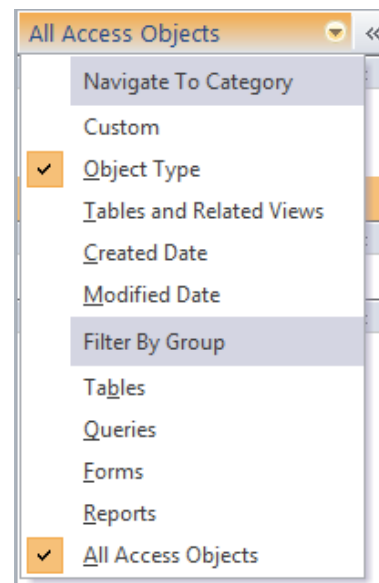 All Access Objects
Navigate To Category
Custom
Object Type
Tables and Related Views
Created Date
Modified Date
Filter By Group
Tables
Queries
Forms
Reports
All Access Objects